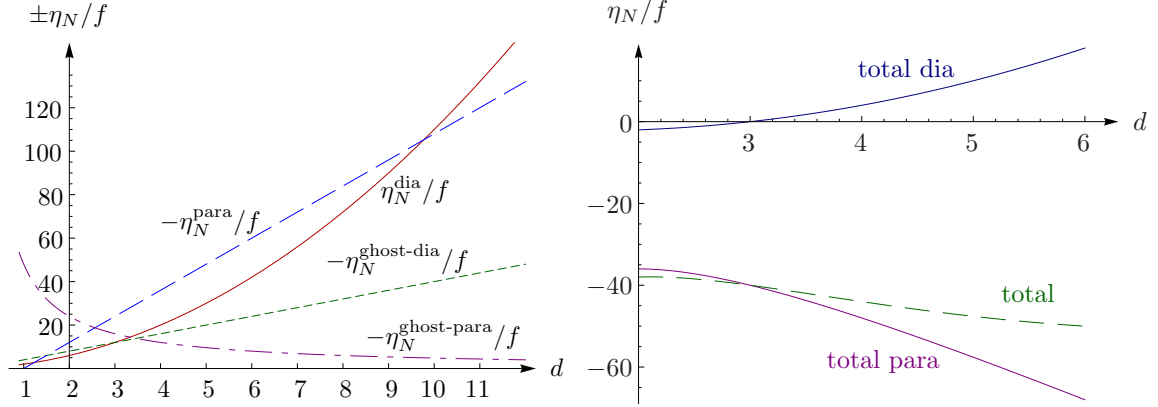 ±η_N/f
120
100
80
60
40
20
1 2 3 4 5 6 7 8 9 10 11
d
−η_N^para/f
η_N^dia/f
−η_N^ghost-dia/f
−η_N^ghost-para/f
η_N/f
total dia
0
3 4 5 6
d
−20
−40
total
−60
total para